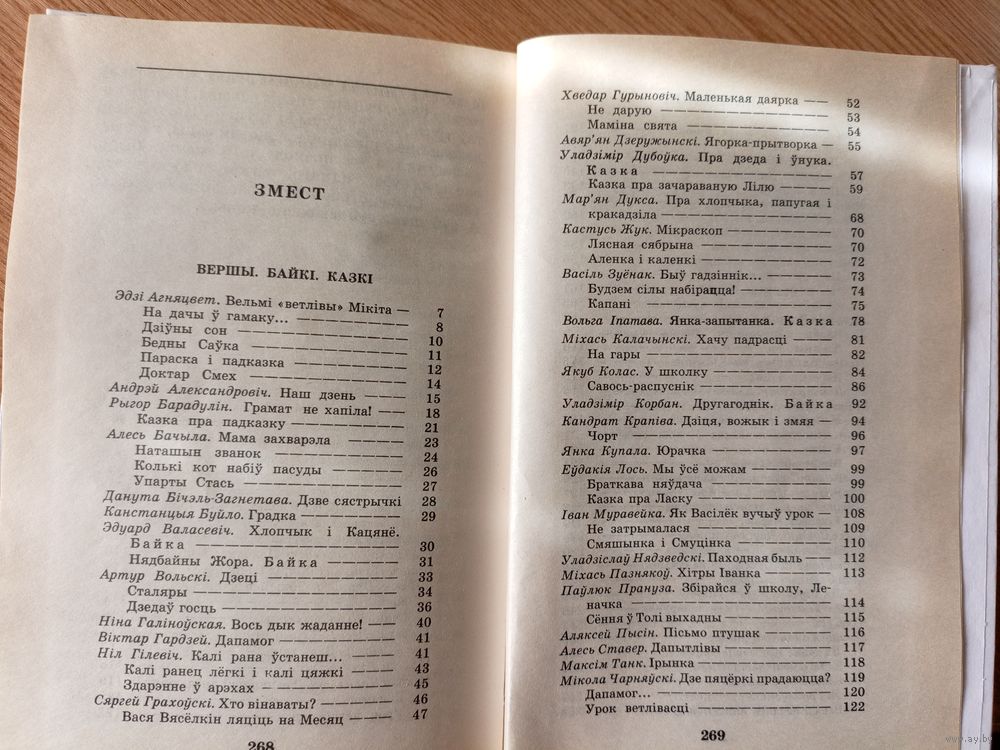 ЗМЕСТ
ВЕРШЫ. БАЙКІ. КАЗКІ
Эдзі Агняцвет. Вельмі «ветлівы» Мікіта — 7
На дачы ў гамаку... — 8
Дзіўны сон — 10
Бедны Саўка — 11
Параска і падказка — 12
Доктар Смех — 14
Андрэй Александровіч. Наш дзень — 15
Рыгор Барадулін. Грамат не хапіла! — 18
Казка пра падказку — 21
Алесь Бачыла. Мама захварэла — 23
Наташын званок — 24
Колькі кот набіў пасуды — 26
Упарты Стась — 27
Данута Бічэль-Загнетава. Дзве сястрычкі 28
Канстанцыя Буйло. Градка — 29
Эдуард Валасевіч. Хлопчык і Кацянё.
Байка — 30
Нядбайны Жора. Байка — 31
Артур Вольскі. Дзеці — 33
Сталяры — 34
Дзедаў госць — 36
Ніна Галіноўская. Вось дык жаданне! — 40
Віктар Гардзей. Дапамог — 41
Ніл Гілевіч. Калі рана ўстанеш... — 41
Калі ранец лёгкі і калі цяжкі — 43
Здарэнне ў арэхах — 45
Сяргей Грахоўскі. Хто вінаваты? — 46
Вася Вясёлкін ляціць на Месяц — 47
268
Хведар Гурыновіч. Маленькая даярка — 52
Не дарую — 53
Маміна свята — 54
Авяр'ян Дзеружынскі. Ягорка-прытворка — 55
Уладзімір Дубоўка. Пра дзеда і ўнука.
Казка — 57
Казка пра зачараваную Лілю — 59
Мар'ян Дукса. Пра хлопчыка, папугая і
кракадзіла — 68
Кастусь Жук. Мікраскоп — 70
Лясная сябрына — 70
Аленка і каленкі — 72
Васіль Зуёнак. Быў гадзіннік... — 73
Будзем сілы набірацца! — 74
Капані — 75
Вольга Іпатава. Янка-запытанка. Казка 78
Міхась Калачынскі. Хачу падрасці — 81
На гары — 82
Якуб Колас. У школку — 84
Савось-распуснік — 86
Уладзімір Корбан. Другагоднік. Байка 92
Кандрат Крапіва. Дзіця, вожык і змяя — 94
Чорт — 96
Янка Купала. Юрачка — 97
Еўдакія Лось. Мы ўсё можам — 99
Браткава няўдача — 99
Казка пра Ласку — 100
Іван Муравейка. Як Васілёк вучыў урок — 108
Не затрымалася — 109
Смяшынка і Смуцінка — 110
Уладзіслаў Нядзведскі. Паходная быль — 112
Міхась Пазнякоў. Хітры Іванка — 113
Паўлюк Прануза. Збірайся ў школу, Ле-
начка — 114
Сёння ў Толі выхадны — 115
Аляксей Пысін. Пісьмо птушак — 116
Алесь Ставер. Дапытлівы — 117
Максім Танк. Ірынка — 118
Мікола Чарняўскі. Дзе пяцёркі прадаюцца? 119
Дапамог... — 120
Урок ветлівасці — 122
269
www.ay.by